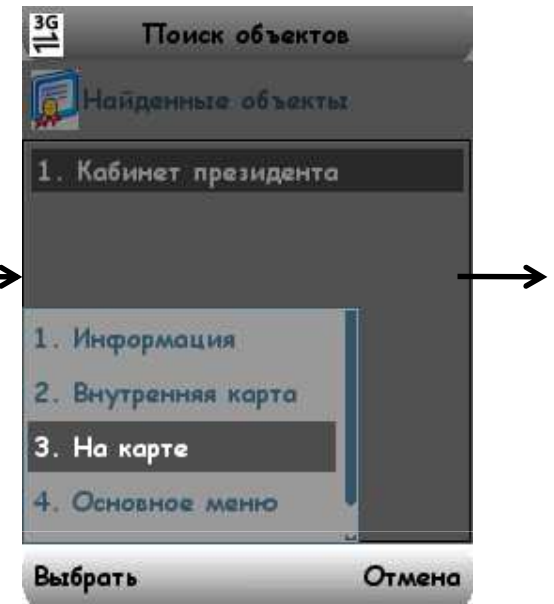 3G
Поиск объектов
Найденные объекты
1. Кабинет президента
1. Информация
2. Внутренняя карта
3. На карте
4. Основное меню
Выбрать Отмена